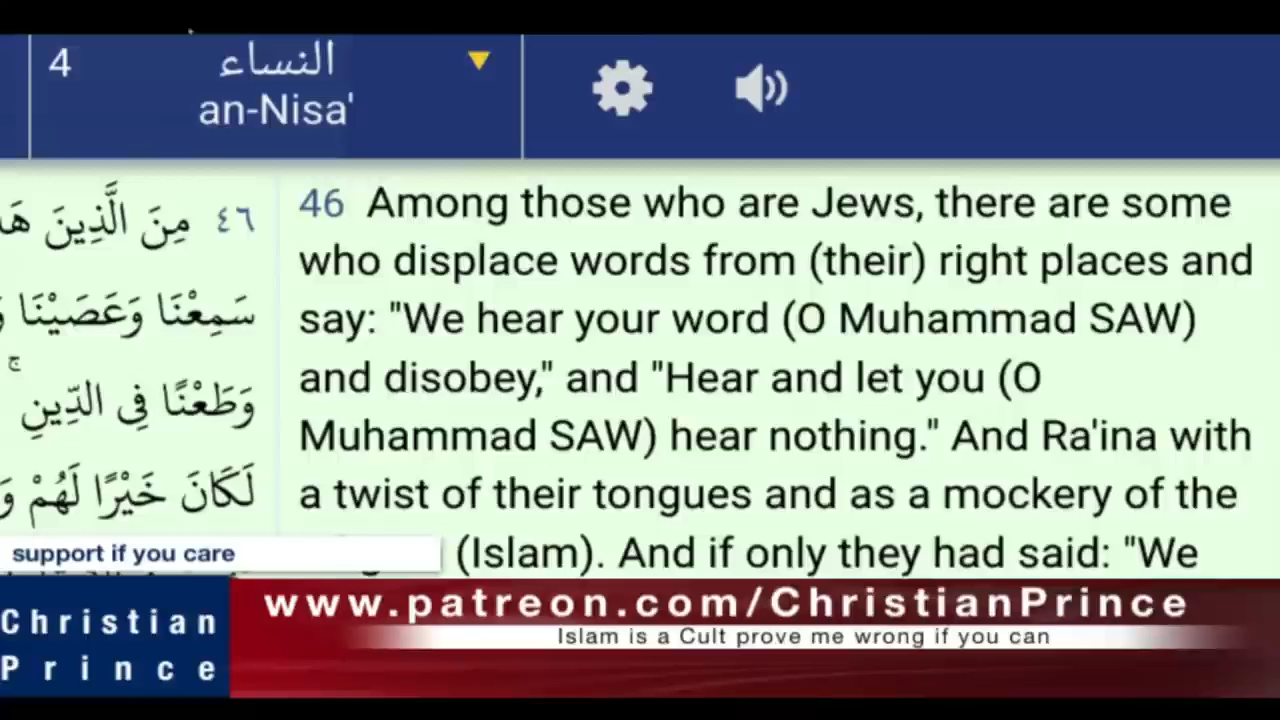 4
النساء
an-Nisa'
٤٦ مِنَ الَّذِينَ
سَمِعْنَا وَعَصَيْنَا
وَطَعْنًا فِى الدِّينِ ۚ
لَكَانَ خَيْرًا لَهُمْ
46 Among those who are Jews, there are some
who displace words from (their) right places and
say: "We hear your word (O Muhammad SAW)
and disobey," and "Hear and let you (O
Muhammad SAW) hear nothing." And Ra'ina with
a twist of their tongues and as a mockery of the
(Islam). And if only they had said: "We
support if you care
Christian
Prince
www.patreon.com/ChristianPrince
Islam is a Cult prove me wrong if you can